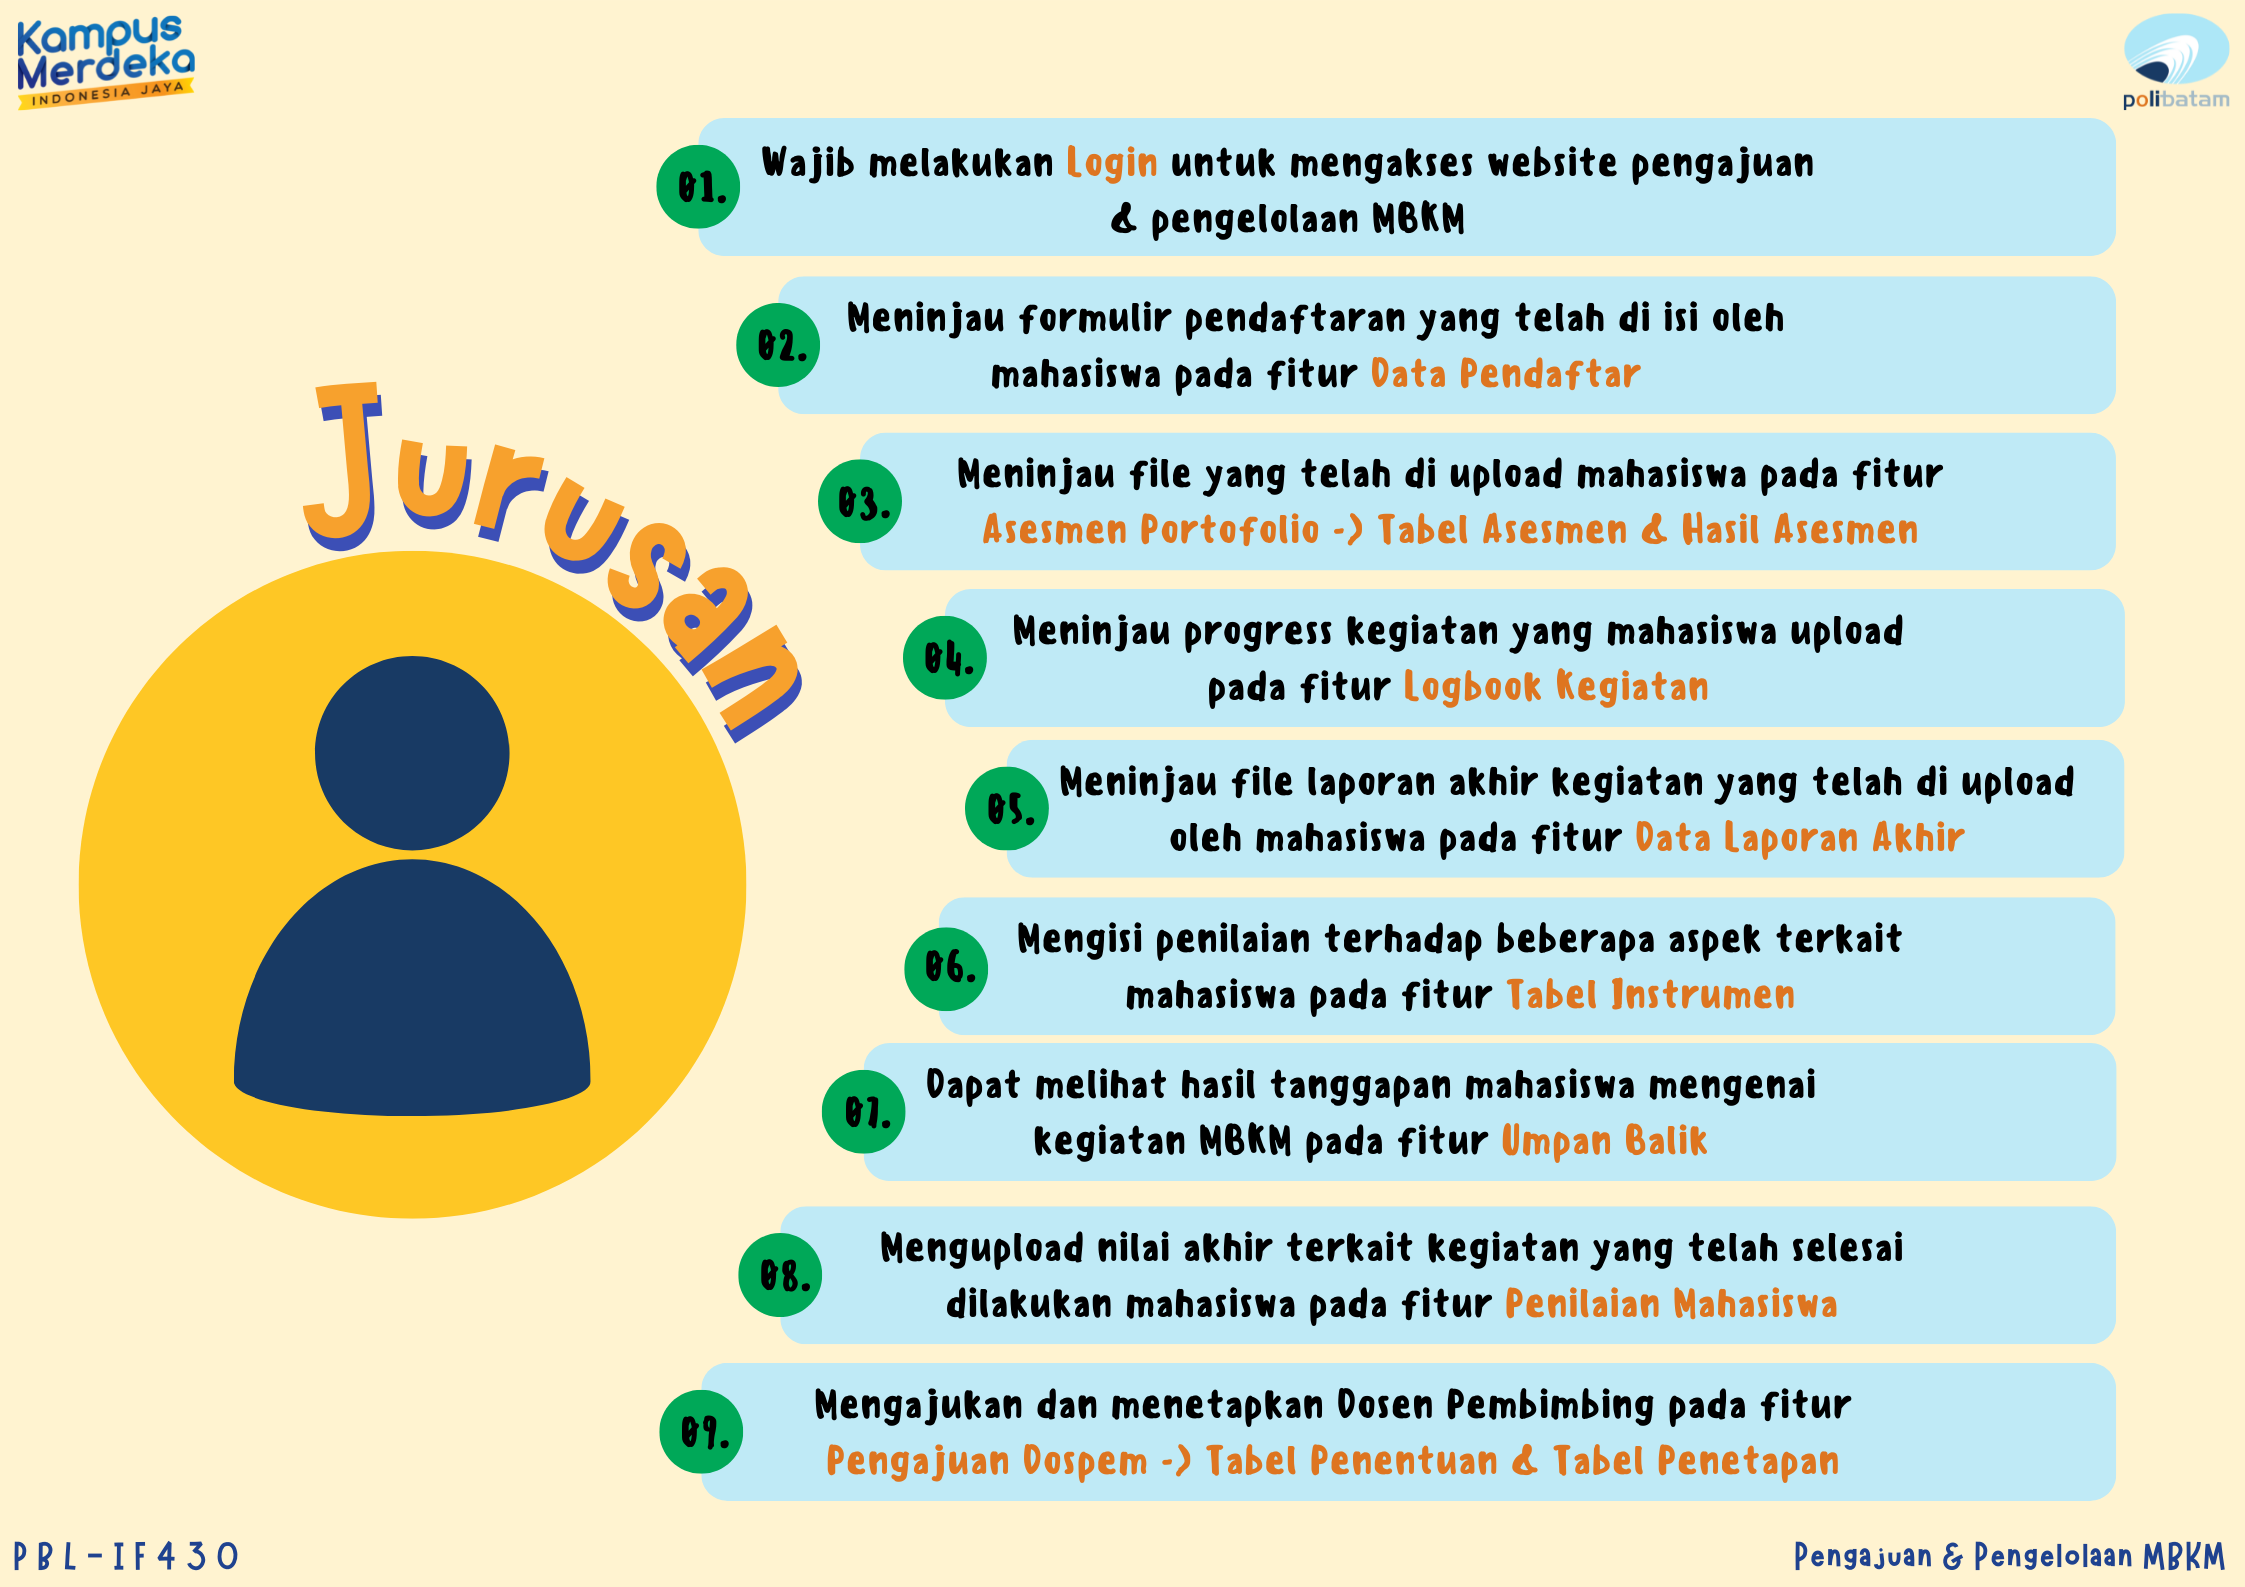 Kampus
Merdeka
INDONESIA JAYA
polibatam
Jurusan
01.
Wajib melakukan Login untuk mengakses website pengajuan
& pengelolaan MBKM
02.
Meninjau formulir pendaftaran yang telah di isi oleh
mahasiswa pada fitur Data Pendaftar
03.
Meninjau file yang telah di upload mahasiswa pada fitur
Asesmen Portofolio -> Tabel Asesmen & Hasil Asesmen
04.
Meninjau progress kegiatan yang mahasiswa upload
pada fitur Logbook Kegiatan
05.
Meninjau file laporan akhir kegiatan yang telah di upload
oleh mahasiswa pada fitur Data Laporan Akhir
06.
Mengisi penilaian terhadap beberapa aspek terkait
mahasiswa pada fitur Tabel Instrumen
07.
Dapat melihat hasil tanggapan mahasiswa mengenai
kegiatan MBKM pada fitur Umpan Balik
08.
Mengupload nilai akhir terkait kegiatan yang telah selesai
dilakukan mahasiswa pada fitur Penilaian Mahasiswa
09.
Mengajukan dan menetapkan Dosen Pembimbing pada fitur
Pengajuan Dospem -> Tabel Penentuan & Tabel Penetapan
PBL-IF430
Pengajuan & Pengelolaan MBKM